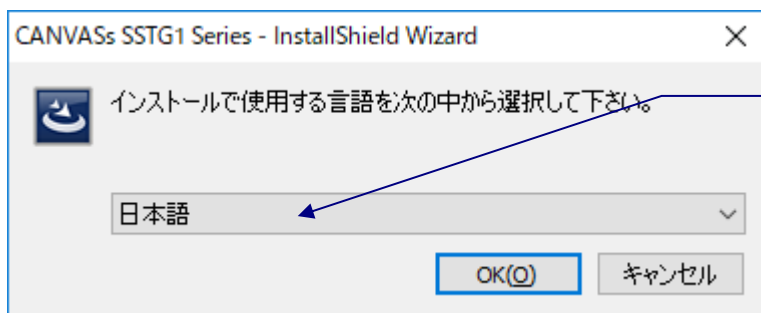 CANVASs SSTG1 Series - InstallShield Wizard
インストールで使用する言語を次の中から選択して下さい。
日本語
OK(O) キャンセル